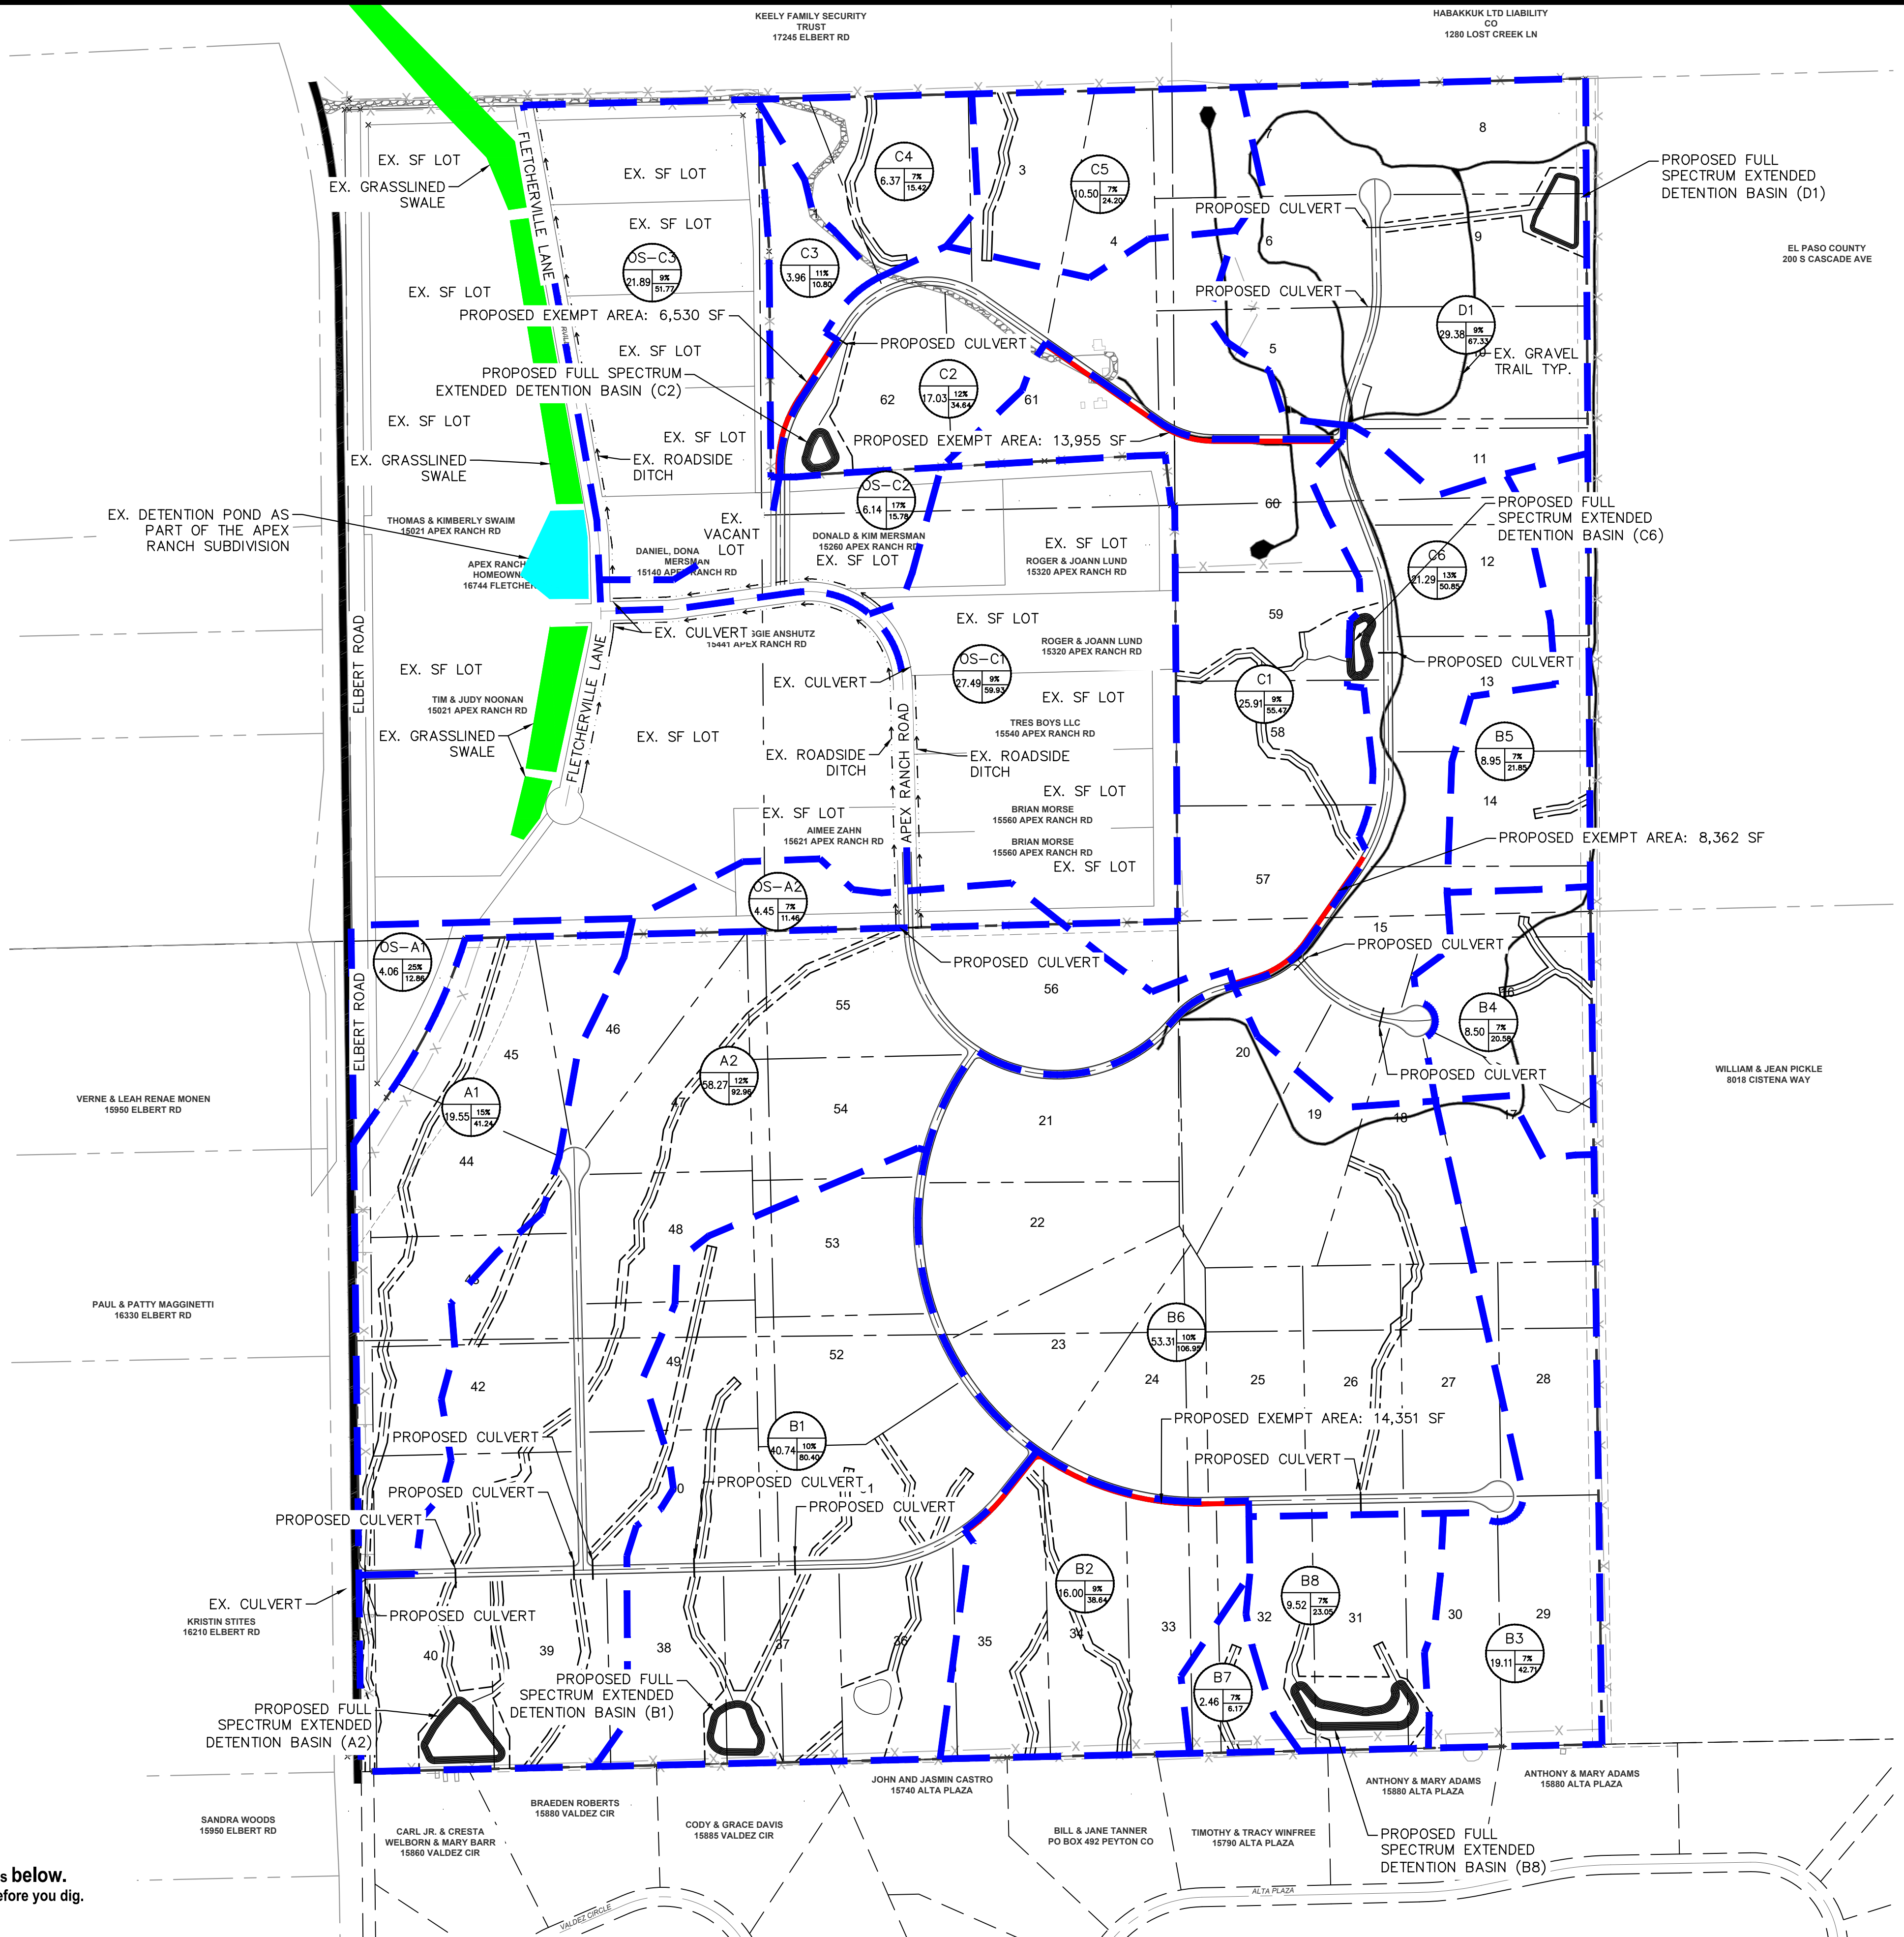 KEELY FAMILY SECURITY
TRUST
17245 ELBERT RD
HABAKKUK LTD LIABILITY
CO
1280 LOST CREEK LN
EX. SF LOT
EX. GRASSLINED
SWALE
FLETCHERVILLE LANE
EX. SF LOT
EX. SF LOT
OS-C3
21.89
9%
51.77
C4
6.37
7%
15.42
3
C5
10.50
7%
24.20
4
7
8
PROPOSED FULL
SPECTRUM EXTENDED
DETENTION BASIN (D1)
PROPOSED CULVERT
6
9
EL PASO COUNTY
200 S CASCADE AVE
C3
3.96
11%
10.80
EX. SF LOT
PROPOSED EXEMPT AREA: 6,530 SF
PROPOSED CULVERT
D1
29.38
9%
67.33
10
EX. GRAVEL
TRAIL TYP.
EX. SF LOT
PROPOSED CULVERT
5
PROPOSED FULL SPECTRUM
EXTENDED DETENTION BASIN (C2)
C2
17.03
12%
34.64
62
61
EX. SF LOT
EX. SF LOT
PROPOSED EXEMPT AREA: 13,955 SF
EX. GRASSLINED
SWALE
EX. ROADSIDE
DITCH
11
OS-C2
6.14
17%
15.78
60
PROPOSED FULL
SPECTRUM EXTENDED
DETENTION BASIN (C6)
EX. DETENTION POND AS
PART OF THE APEX
RANCH SUBDIVISION
THOMAS & KIMBERLY SWAIM
15021 APEX RANCH RD
EX.
VACANT
LOT
DANIEL, DONA
MERSMAN
15140 APEX RANCH RD
DONALD & KIM MERSMAN
15260 APEX RANCH RD
EX. SF LOT
EX. SF LOT
ROGER & JOANN LUND
15320 APEX RANCH RD
APEX RANCH
HOMEOWN
16744 FLETCHER
C6
21.29
13%
50.85
12
59
ELBERT ROAD
EX. CULVERT
GGIE ANSHUTZ
15441 APEX RANCH RD
EX. SF LOT
ROGER & JOANN LUND
15320 APEX RANCH RD
EX. SF LOT
FLETCHERVILLE LANE
EX. CULVERT
OS-C1
27.49
9%
59.93
PROPOSED CULVERT
13
TIM & JUDY NOONAN
15021 APEX RANCH RD
EX. SF LOT
C1
25.91
9%
55.47
58
TRES BOYS LLC
15540 APEX RANCH RD
EX. GRASSLINED
SWALE
EX. SF LOT
EX. ROADSIDE
DITCH
APEX RANCH ROAD
EX. ROADSIDE
DITCH
B5
8.95
7%
21.85
14
EX. SF LOT
EX. SF LOT
BRIAN MORSE
15560 APEX RANCH RD
AIMEE ZAHN
15621 APEX RANCH RD
BRIAN MORSE
15560 APEX RANCH RD
EX. SF LOT
PROPOSED EXEMPT AREA: 8,362 SF
57
OS-A2
4.45
7%
11.46
15
OS-A1
4.06
25%
12.86
PROPOSED CULVERT
PROPOSED CULVERT
56
16
55
46
B4
8.50
7%
20.58
ELBERT ROAD
45
20
A2
58.27
12%
92.96
PROPOSED CULVERT
WILLIAM & JEAN PICKLE
8018 CISTENA WAY
VERNE & LEAH RENAE MONEN
15950 ELBERT RD
A1
19.55
15%
41.24
47
54
21
19
18
17
44
48
53
22
43
PAUL & PATTY MAGGINETTI
16330 ELBERT RD
B6
53.31
10%
106.95
49
52
23
42
24
25
26
27
28
PROPOSED EXEMPT AREA: 14,351 SF
B1
40.74
10%
80.40
PROPOSED CULVERT
PROPOSED CULVERT
PROPOSED CULVERT
PROPOSED CULVERT
PROPOSED CULVERT
PROPOSED CULVERT
EX. CULVERT
PROPOSED CULVERT
KRISTIN STITES
16210 ELBERT RD
B2
16.00
9%
38.64
B8
9.52
7%
23.05
40
39
38
37
36
35
34
33
32
31
30
29
B3
19.11
7%
42.71
B7
2.46
7%
6.17
PROPOSED FULL
SPECTRUM EXTENDED
DETENTION BASIN (B1)
PROPOSED FULL
SPECTRUM EXTENDED
DETENTION BASIN (A2)
JOHN AND JASMIN CASTRO
15740 ALTA PLAZA
ANTHONY & MARY ADAMS
15880 ALTA PLAZA
ANTHONY & MARY ADAMS
15880 ALTA PLAZA
BRAEDEN ROBERTS
15880 VALDEZ CIR
SANDRA WOODS
15950 ELBERT RD
CARL JR. & CRESTA
WELBORN & MARY BARR
15860 VALDEZ CIR
CODY & GRACE DAVIS
15885 VALDEZ CIR
BILL & JANE TANNER
PO BOX 492 PEYTON CO
TIMOTHY & TRACY WINFREE
15790 ALTA PLAZA
PROPOSED FULL
SPECTRUM EXTENDED
DETENTION BASIN (B8)
s below.
efore you dig.
VALDEZ CIRCLE
ALTA PLAZA